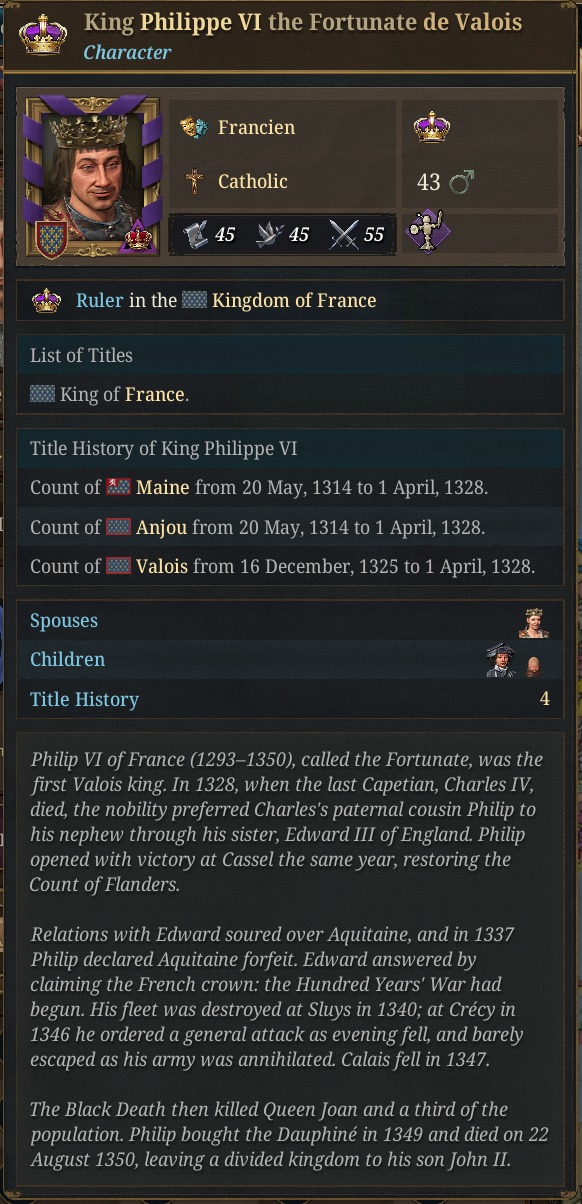 King Philippe VI the Fortunate de Valois
Character
Francien
Catholic
43
45 45 55
Ruler in the Kingdom of France
List of Titles
King of France.
Title History of King Philippe VI
Count of Maine from 20 May, 1314 to 1 April, 1328.
Count of Anjou from 20 May, 1314 to 1 April, 1328.
Count of Valois from 16 December, 1325 to 1 April, 1328.
Spouses
Children
Title History 4
Philip VI of France (1293–1350), called the Fortunate, was the
first Valois king. In 1328, when the last Capetian, Charles IV,
died, the nobility preferred Charles's paternal cousin Philip to
his nephew through his sister, Edward III of England. Philip
opened with victory at Cassel the same year, restoring the
Count of Flanders.
Relations with Edward soured over Aquitaine, and in 1337
Philip declared Aquitaine forfeit. Edward answered by
claiming the French crown: the Hundred Years' War had
begun. His fleet was destroyed at Sluys in 1340; at Crécy in
1346 he ordered a general attack as evening fell, and barely
escaped as his army was annihilated. Calais fell in 1347.
The Black Death then killed Queen Joan and a third of the
population. Philip bought the Dauphiné in 1349 and died on 22
August 1350, leaving a divided kingdom to his son John II.